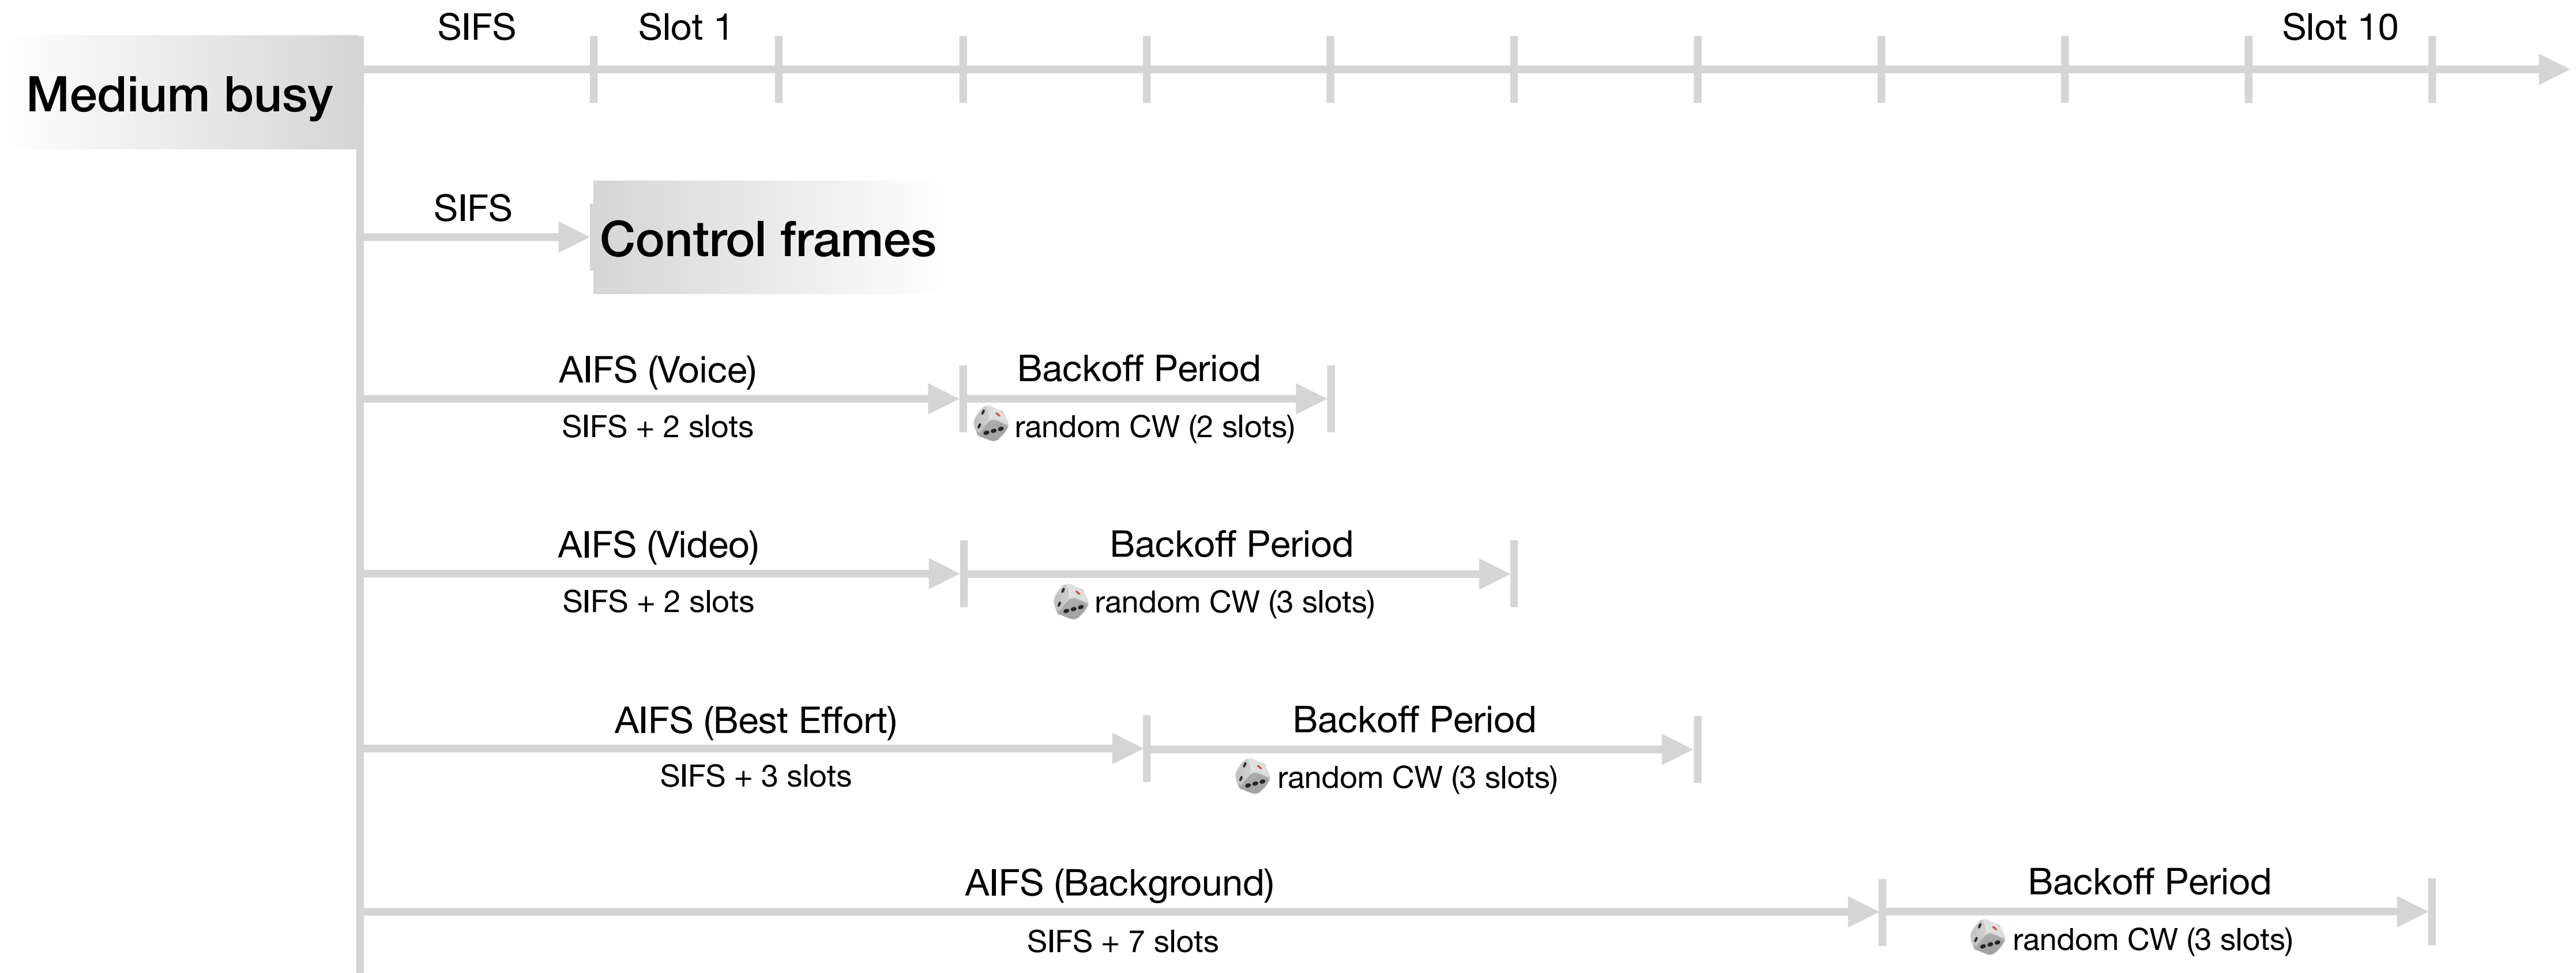 SIFS
Slot 1
Slot 10
Medium busy
SIFS
Control frames
AIFS (Voice)
Backoff Period
SIFS + 2 slots
random CW (2 slots)
AIFS (Video)
Backoff Period
SIFS + 2 slots
random CW (3 slots)
AIFS (Best Effort)
Backoff Period
SIFS + 3 slots
random CW (3 slots)
AIFS (Background)
Backoff Period
SIFS + 7 slots
random CW (3 slots)